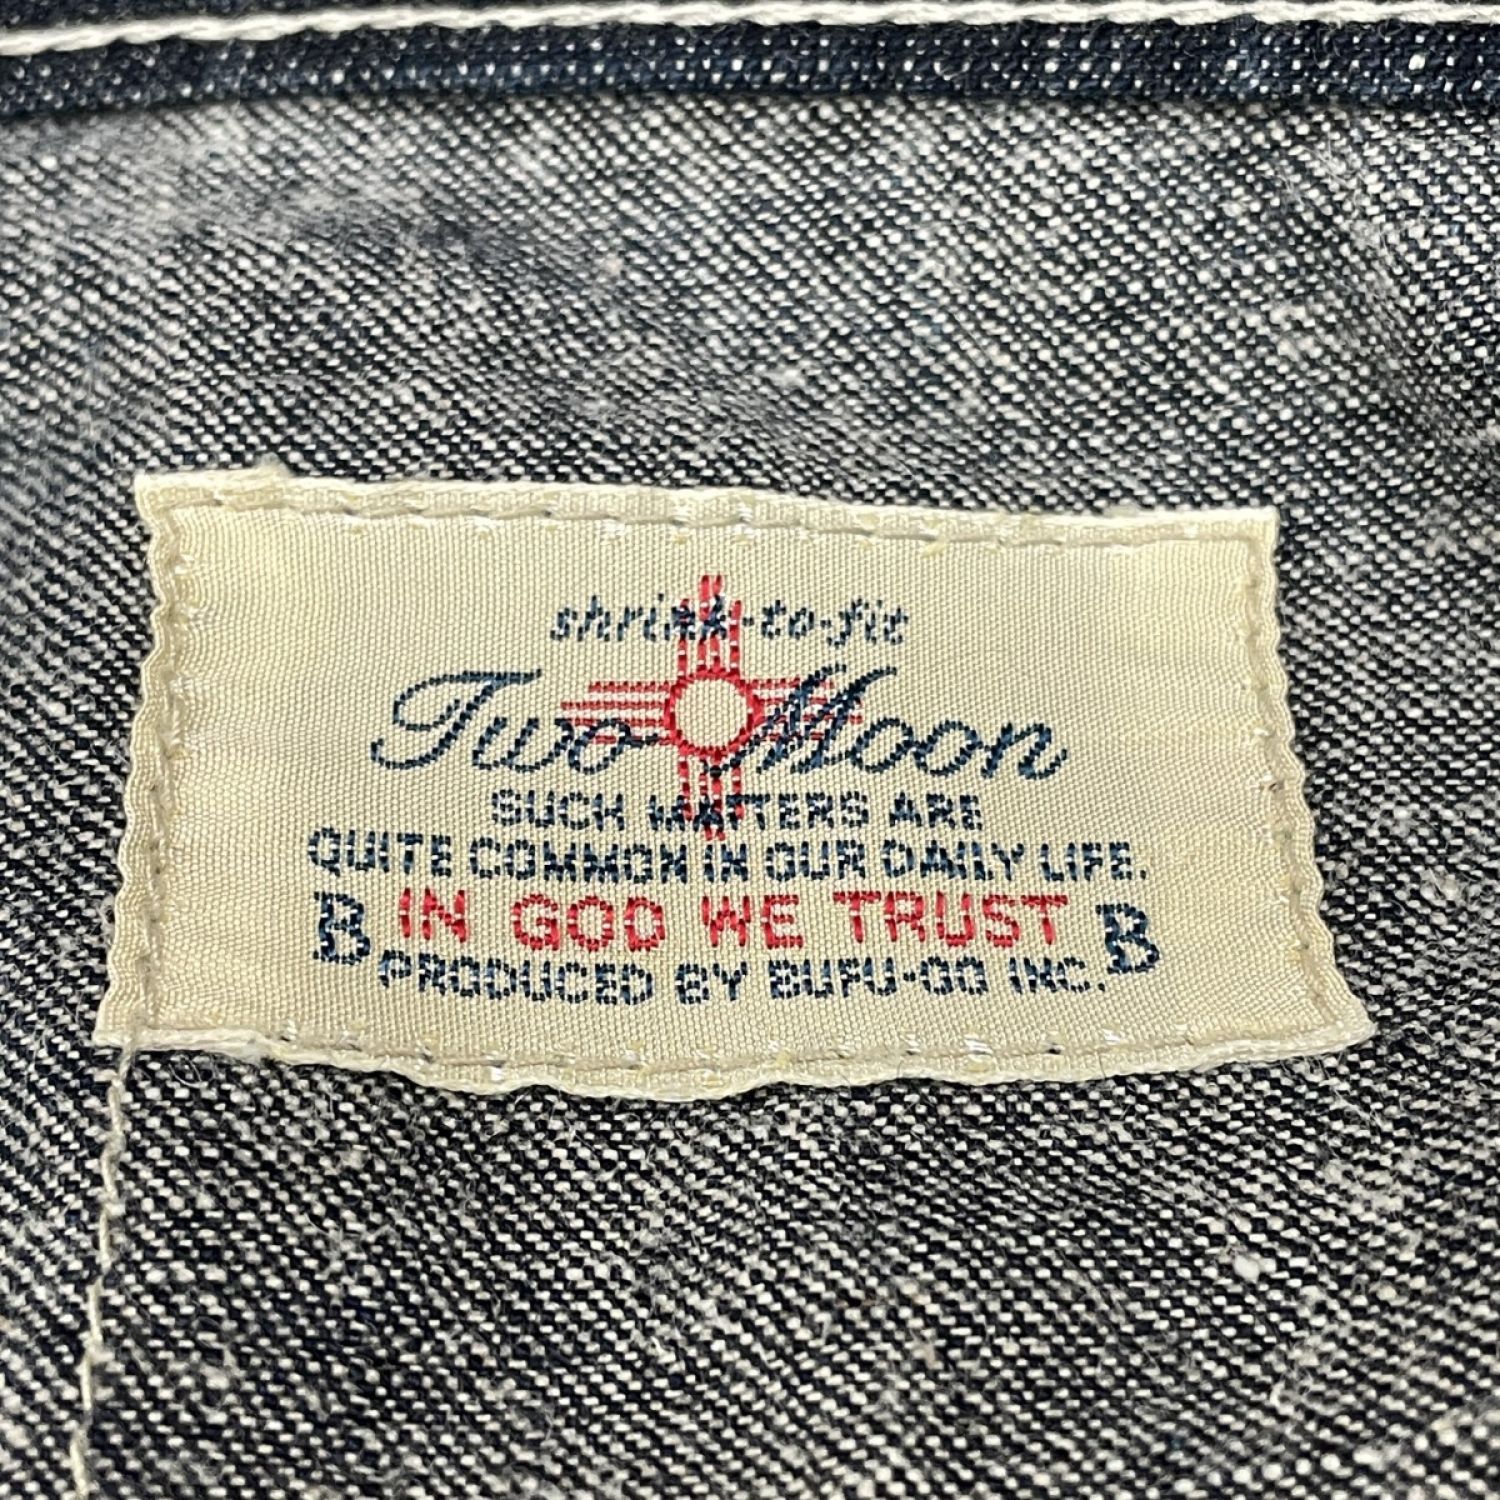 shrink-to-fit
Two Moon
SUCH MATTERS ARE
QUITE COMMON IN OUR DAILY LIFE.
B IN GOD WE TRUST B
PRODUCED BY BUFU-GO INC.